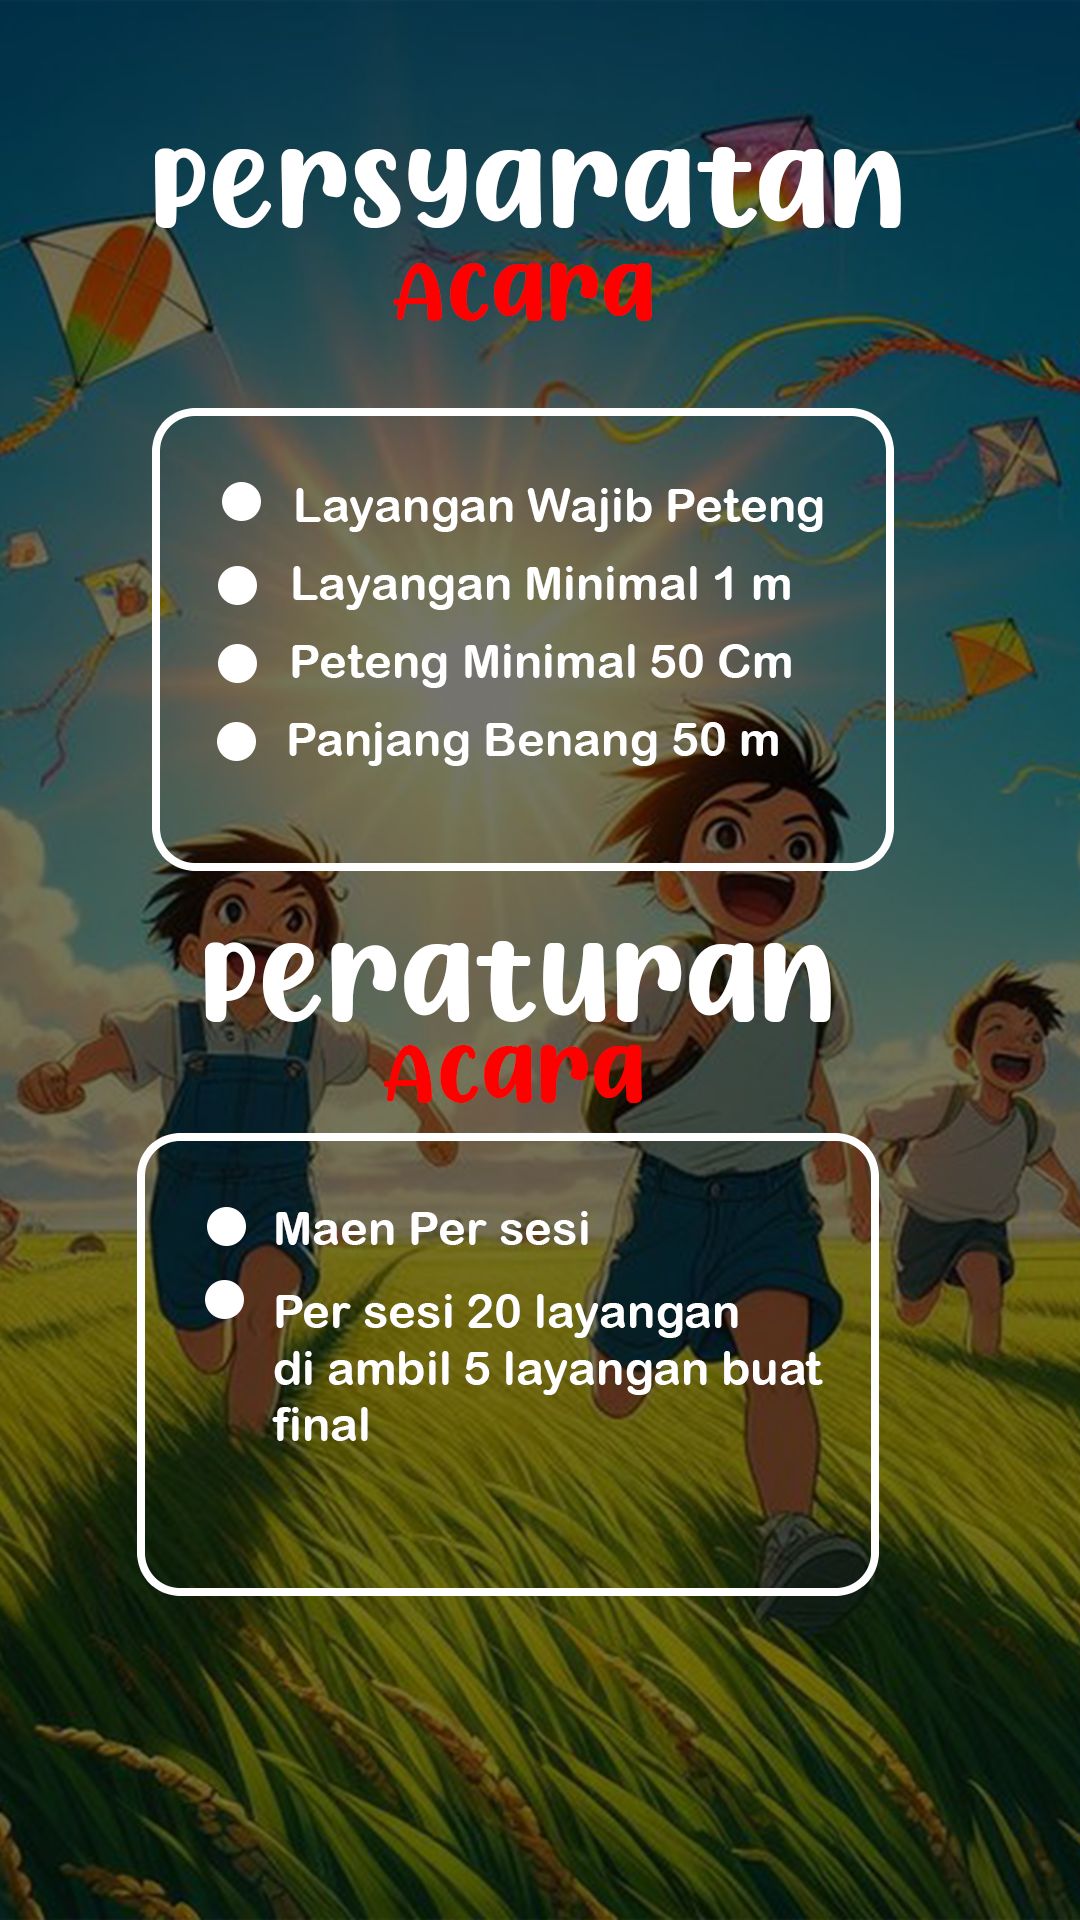 Persyaratan
Acara
Layangan Wajib Peteng
Layangan Minimal 1 m
Peteng Minimal 50 Cm
Panjang Benang 50 m
Peraturan
Acara
Maen Per sesi
Per sesi 20 layangan
di ambil 5 layangan buat
final